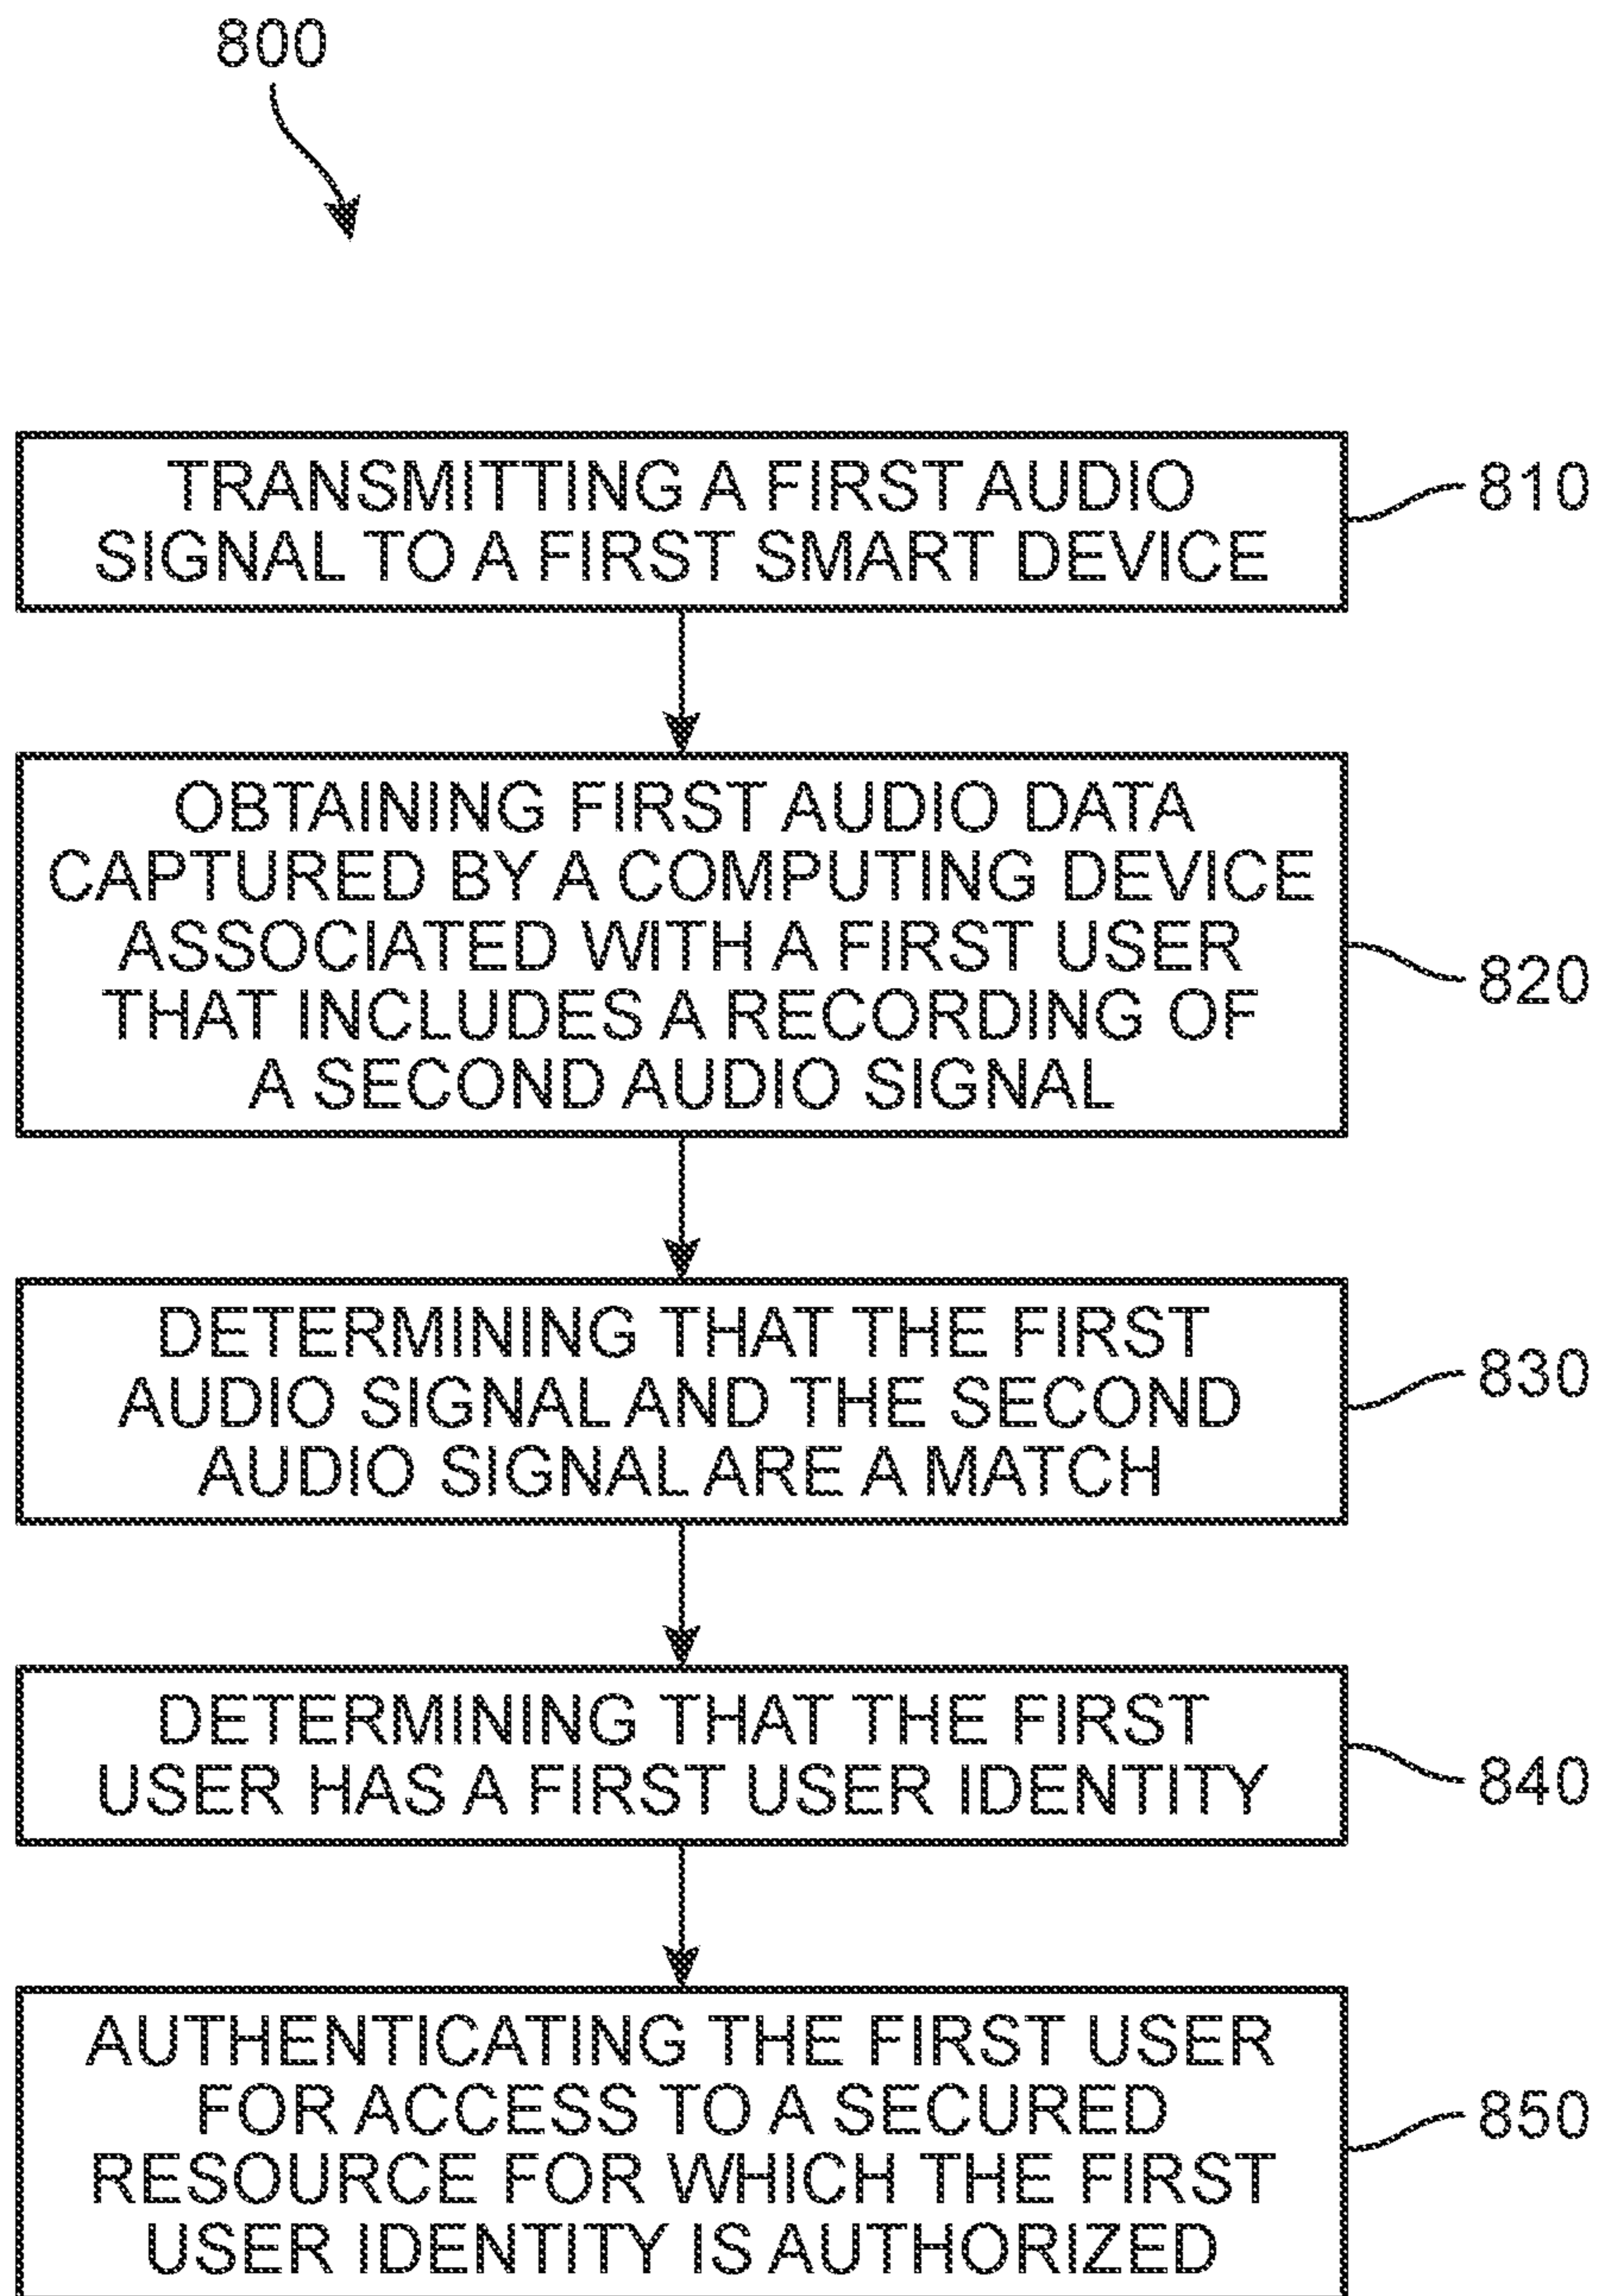 800
TRANSMITTING A FIRST AUDIO
SIGNAL TO A FIRST SMART DEVICE
810
OBTAINING FIRST AUDIO DATA
CAPTURED BY A COMPUTING DEVICE
ASSOCIATED WITH A FIRST USER
THAT INCLUDES A RECORDING OF
A SECOND AUDIO SIGNAL
820
DETERMINING THAT THE FIRST
AUDIO SIGNAL AND THE SECOND
AUDIO SIGNAL ARE A MATCH
830
DETERMINING THAT THE FIRST
USER HAS A FIRST USER IDENTITY
840
AUTHENTICATING THE FIRST USER
FOR ACCESS TO A SECURED
RESOURCE FOR WHICH THE FIRST
USER IDENTITY IS AUTHORIZED
850